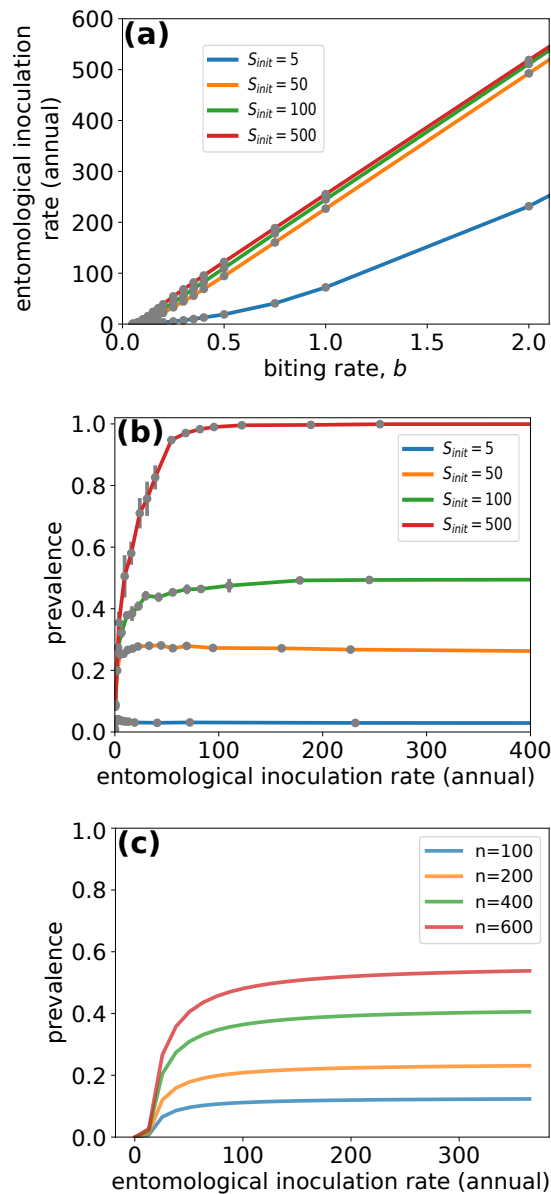 (a)
600
500
400
300
200
100
0
entomological inoculation
rate (annual)
S_init = 5
S_init = 50
S_init = 100
S_init = 500
0.0 0.5 1.0 1.5 2.0
biting rate, b
(b)
1.0
0.8
0.6
0.4
0.2
0.0
prevalence
S_init = 5
S_init = 50
S_init = 100
S_init = 500
0 100 200 300 400
entomological inoculation rate (annual)
(c)
1.0
0.8
0.6
0.4
0.2
0.0
prevalence
n=100
n=200
n=400
n=600
0 100 200 300
entomological inoculation rate (annual)